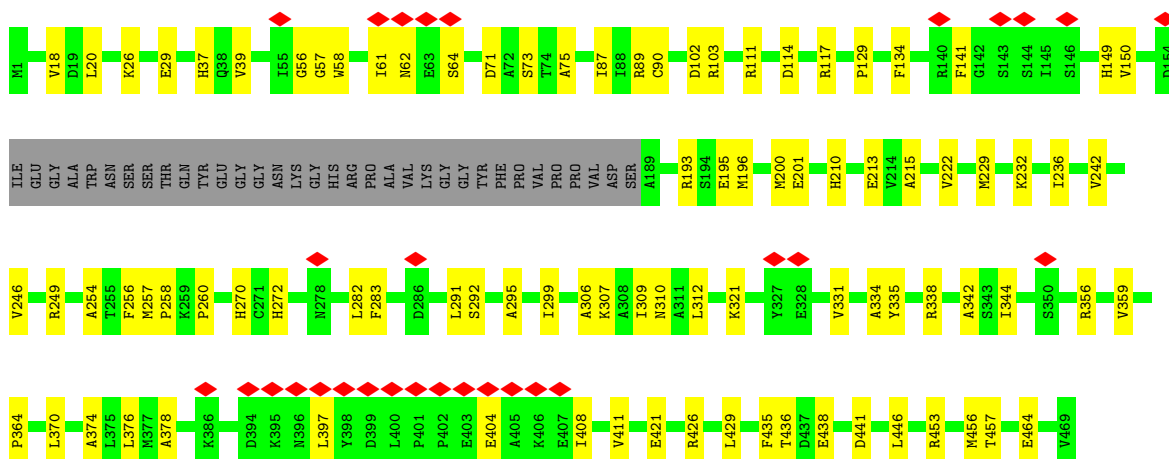 M1 V18 D19 L20 K26 E29 H37 Q38 V39 I55 G56 G57 W58 I61 N62 E63 S64 D71 A72 S73 T74 A75 I87 I88 R89 C90 D102 R103 R111 D114 R117 P129 F134 R140 F141 G142 S143 S144 I145 S146 H149 V150 D154
ILE GLU GLY ALA TRP ASN SER SER THR GLN TYR GLU GLY GLY ASN LYS GLY HIS ARG PRO ALA VAL LYS GLY GLY TYR PHE PRO VAL PRO PRO VAL ASP SER A189 R193 S194 E195 M196 M200 E201 H210 E213 V214 A215 V222 M229 K232 I236 V242
V246 R249 A254 T255 F256 M257 P258 K259 P260 H270 C271 H272 N278 L282 F283 D286 L291 S292 A295 I299 A306 K307 A308 I309 N310 A311 L312 K321 Y327 E328 V331 A334 Y335 R338 A342 S343 I344 S350 R356 V359
P364 L370 A374 L375 L376 M377 A378 K386 D394 K395 N396 L397 Y398 D399 L400 P401 P402 E403 E404 A405 K406 E407 I408 V411 E421 R426 L429 F435 T436 D437 E438 D441 L446 R453 M456 T457 E464 V469